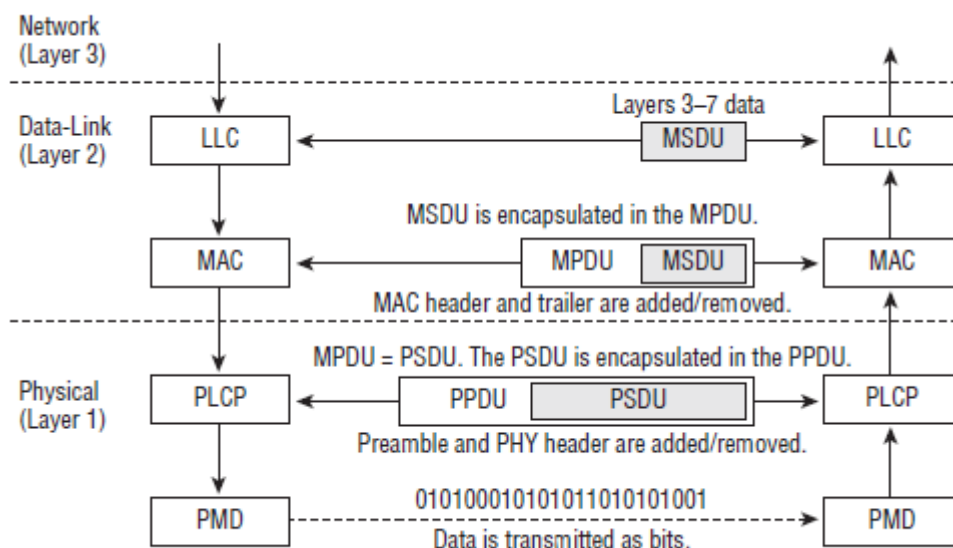 Network
(Layer 3)
Layers 3–7 data
Data-Link
(Layer 2)
LLC
MSDU
LLC
MSDU is encapsulated in the MPDU.
MAC
MPDU
MSDU
MAC
MAC header and trailer are added/removed.
MPDU = PSDU. The PSDU is encapsulated in the PPDU.
Physical
(Layer 1)
PLCP
PPDU
PSDU
PLCP
Preamble and PHY header are added/removed.
010100010101011010101001
PMD
PMD
Data is transmitted as bits.